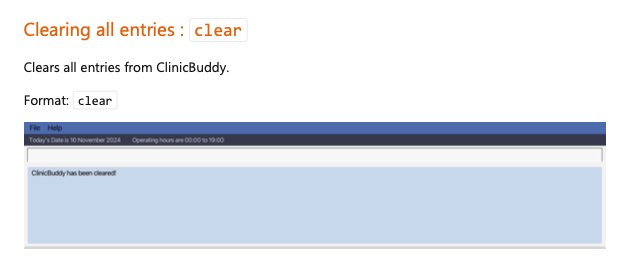 Clearing all entries : clear
Clears all entries from ClinicBuddy.
Format: clear
File Help
Today's Date is 10 November 2024 Operating hours are 00:00 to 19:00
ClinicBuddy has been cleared!